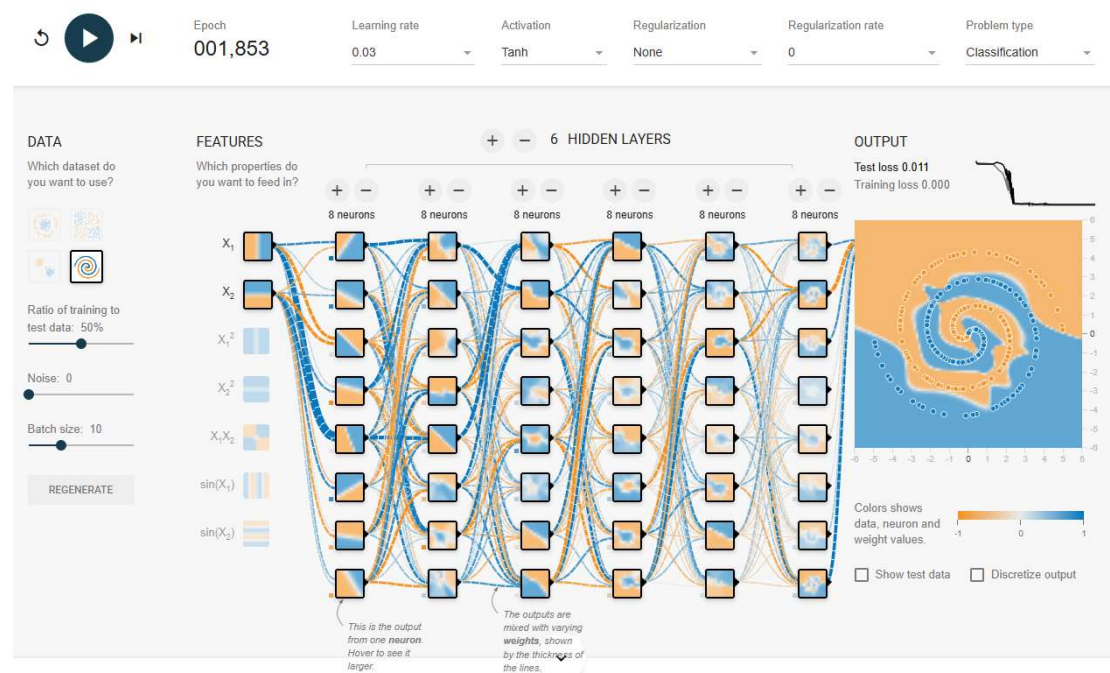 Epoch
001,853
Learning rate
0.03
Activation
Tanh
Regularization
None
Regularization rate
0
Problem type
Classification
DATA
Which dataset do
you want to use?
Ratio of training to
test data: 50%
Noise: 0
Batch size: 10
REGENERATE
FEATURES
Which properties do
you want to feed in?
X₁
X₂
X₁²
X₂²
X₁X₂
sin(X₁)
sin(X₂)
+ − 6 HIDDEN LAYERS
+ − + − + − + − + − + −
8 neurons 8 neurons 8 neurons 8 neurons 8 neurons 8 neurons
This is the output
from one neuron.
Hover to see it
larger.
The outputs are
mixed with varying
weights, shown
by the thickness of
the lines.
OUTPUT
Test loss 0.011
Training loss 0.000
6
5
4
3
2
1
0
-1
-2
-3
-4
-5
-6
-6 -5 -4 -3 -2 -1 0 1 2 3 4 5 6
Colors shows
data, neuron and
weight values.
-1 0 1
Show test data
Discretize output